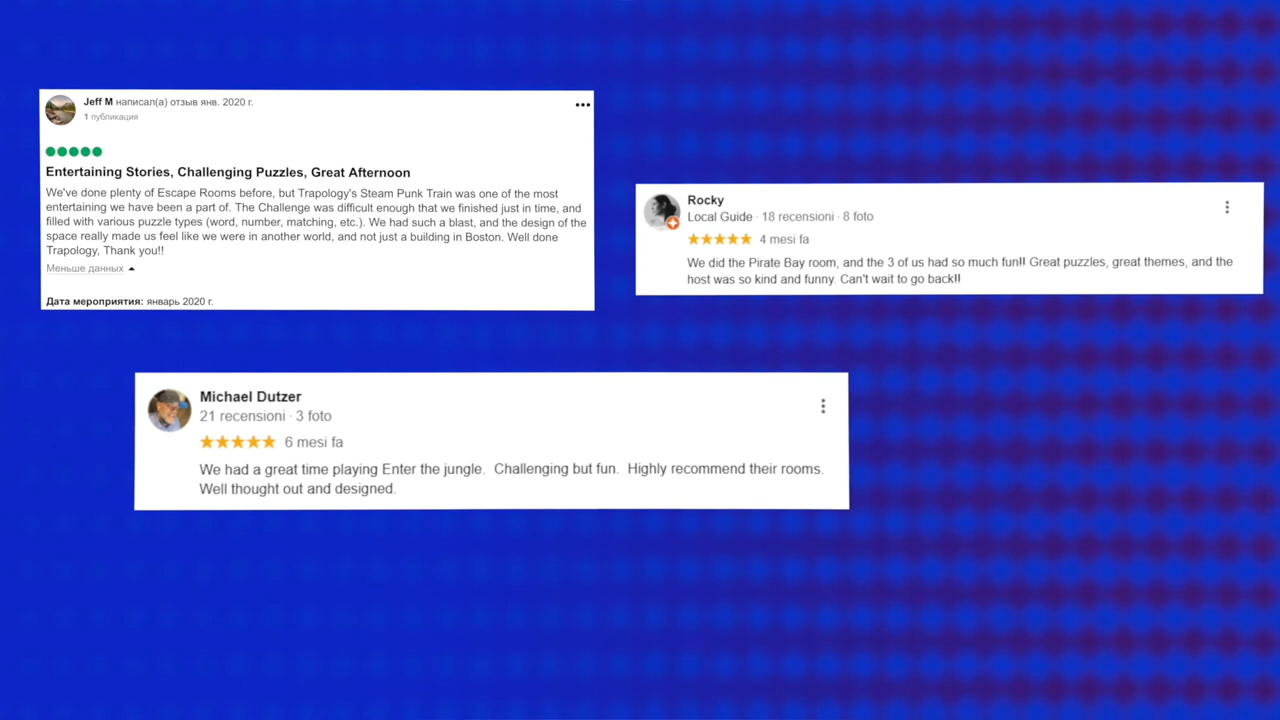 Jeff M написал(а) отзыв янв. 2020 г.
1 публикация
Entertaining Stories, Challenging Puzzles, Great Afternoon
We've done plenty of Escape Rooms before, but Trapology's Steam Punk Train was one of the most
entertaining we have been a part of. The Challenge was difficult enough that we finished just in time, and
filled with various puzzle types (word, number, matching, etc.). We had such a blast, and the design of the
space really made us feel like we were in another world, and not just a building in Boston. Well done
Trapology, Thank you!!
Меньше данных
Дата мероприятия: январь 2020 г.
Rocky
Local Guide · 18 recensioni · 8 foto
4 mesi fa
We did the Pirate Bay room, and the 3 of us had so much fun!! Great puzzles, great themes, and the
host was so kind and funny. Can't wait to go back!!
Michael Dutzer
21 recensioni · 3 foto
6 mesi fa
We had a great time playing Enter the jungle. Challenging but fun. Highly recommend their rooms.
Well thought out and designed.